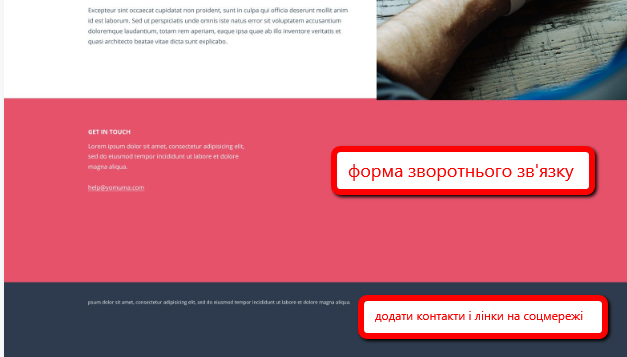 Excepteur sint occaecat cupidatat non proident, sunt in culpa qui officia deserunt mollit anim
id est laborum. Sed ut perspiciatis unde omnis iste natus error sit voluptatem accusantium
doloremque laudantium, totam rem aperiam, eaque ipsa quae ab illo inventore veritatis et
quasi architecto beatae vitae dicta sunt explicabo.
GET IN TOUCH
Lorem ipsum dolor sit amet, consectetur adipisicing elit,
sed do eiusmod tempor incididunt ut labore et dolore
magna aliqua.
форма зворотнього зв'язку
help@yomuma.com
psum dolor sit amet, consectetur adipisicing elit, sed do eiusmod tempor incididunt ut labore et dolore magna aliqua.
додати контакти і лінки на соцмережі